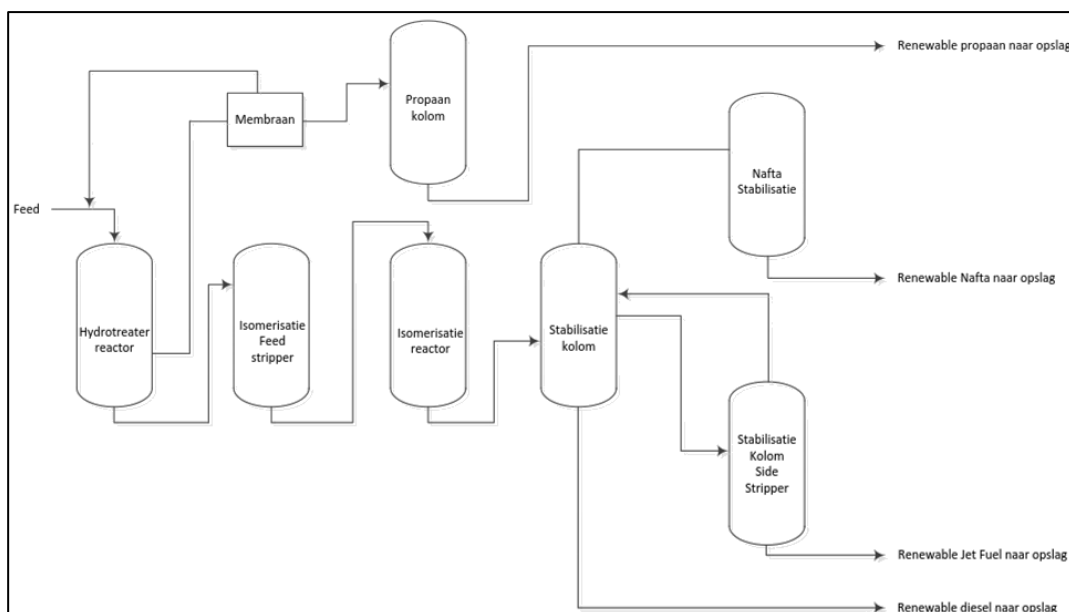 Renewable propaan naar opslag
Propaan
kolom
Membraan
Nafta
Stabilisatie
Feed
Renewable Nafta naar opslag
Hydrotreater
reactor
Isomerisatie
Feed
stripper
Isomerisatie
reactor
Stabilisatie
kolom
Stabilisatie
Kolom
Side
Stripper
Renewable Jet Fuel naar opslag
Renewable diesel naar opslag